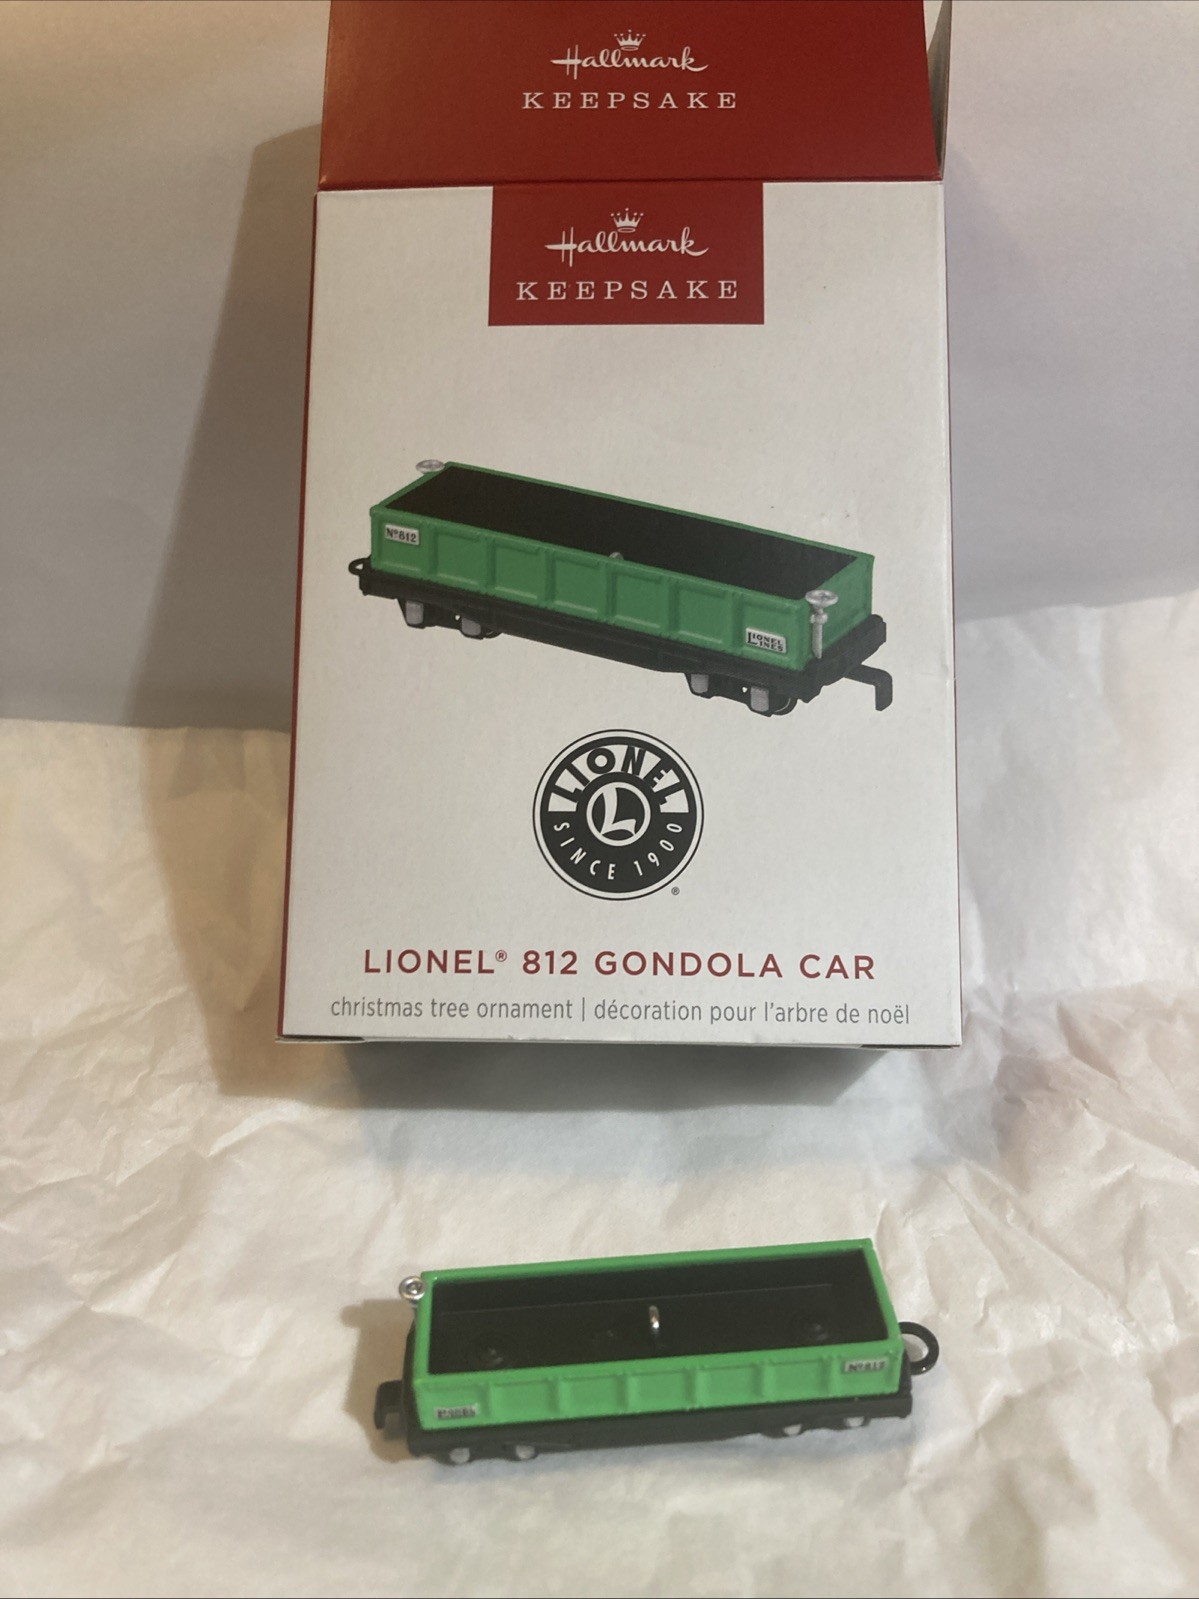 Hallmark
KEEPSAKE
Hallmark
KEEPSAKE
Nº812
LIONEL
LINES
LIONEL
L
SINCE 1900
®
LIONEL® 812 GONDOLA CAR
christmas tree ornament | décoration pour l'arbre de noël
Nº812